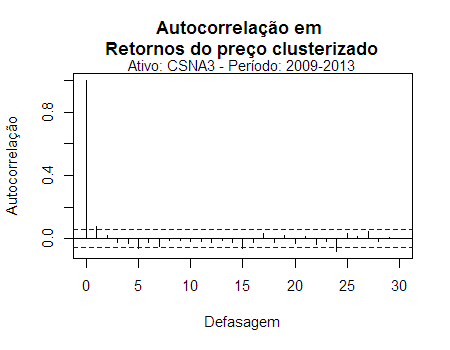 Autocorrelação em
Retornos do preço clusterizado
Ativo: CSNA3 - Período: 2009-2013
Autocorrelação
0.8
0.4
0.0
0 5 10 15 20 25 30
Defasagem